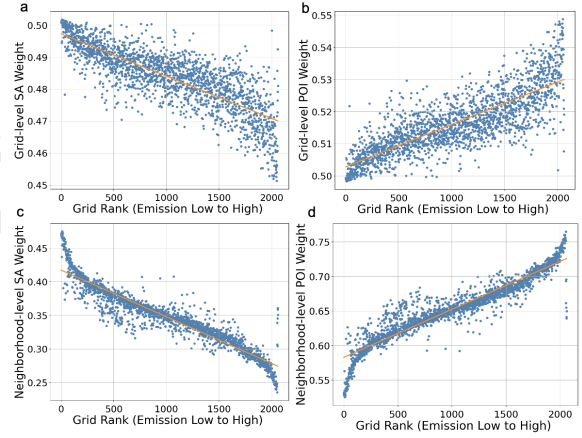 a
Grid-level SA Weight
0.50
0.49
0.48
0.47
0.46
0.45
0 500 1000 1500 2000
Grid Rank (Emission Low to High)
b
Grid-level POI Weight
0.55
0.54
0.53
0.52
0.51
0.50
0 500 1000 1500 2000
Grid Rank (Emission Low to High)
c
Neighborhood-level SA Weight
0.45
0.40
0.35
0.30
0.25
0 500 1000 1500 2000
Grid Rank (Emission Low to High)
d
Neighborhood-level POI Weight
0.75
0.70
0.65
0.60
0.55
0 500 1000 1500 2000
Grid Rank (Emission Low to High)